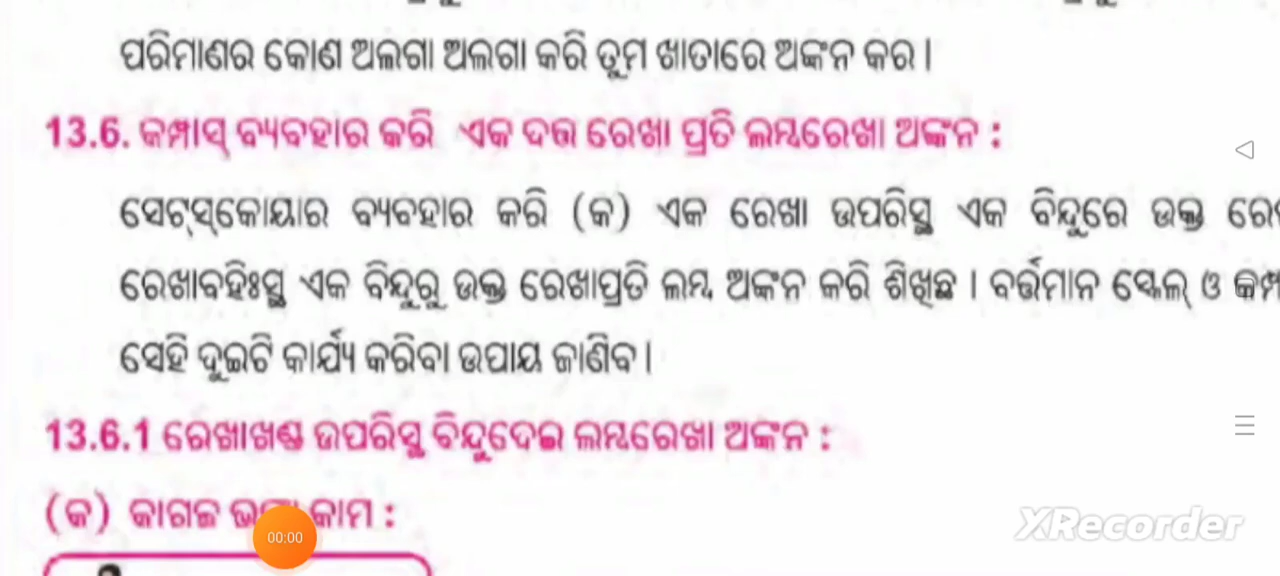 ପରିମାଣର କୋଣ ଅଲଗା ଅଲଗା କରି ତୁମ ଖାତାରେ ଅଙ୍କନ କର ।
13.6. କମ୍ପାସ୍ ବ୍ୟବହାର କରି ଏକ ଦତ୍ତ ରେଖା ପ୍ରତି ଲମ୍ବରେଖା ଅଙ୍କନ :
ସେଟ୍‌ସ୍କୋୟାର ବ୍ୟବହାର କରି (କ) ଏକ ରେଖା ଉପରିସ୍ଥ ଏକ ବିନ୍ଦୁରେ ଉକ୍ତ
ରେଖାବହିଃସ୍ଥ ଏକ ବିନ୍ଦୁରୁ ଉକ୍ତ ରେଖାପ୍ରତି ଲମ୍ବ ଅଙ୍କନ କରି ଶିଖିଛ । ବର୍ତ୍ତମାନ ସ୍କେଲ୍ ଓ
ସେହି ଦୁଇଟି କାର୍ଯ୍ୟ କରିବା ଉପାୟ ଜାଣିବ ।
13.6.1 ରେଖାଖଣ୍ଡ ଉପରିସ୍ଥ ବିନ୍ଦୁଦେଇ ଲମ୍ବରେଖା ଅଙ୍କନ :
(କ) କାଗଜ କାମ :
00:00
XRecorder